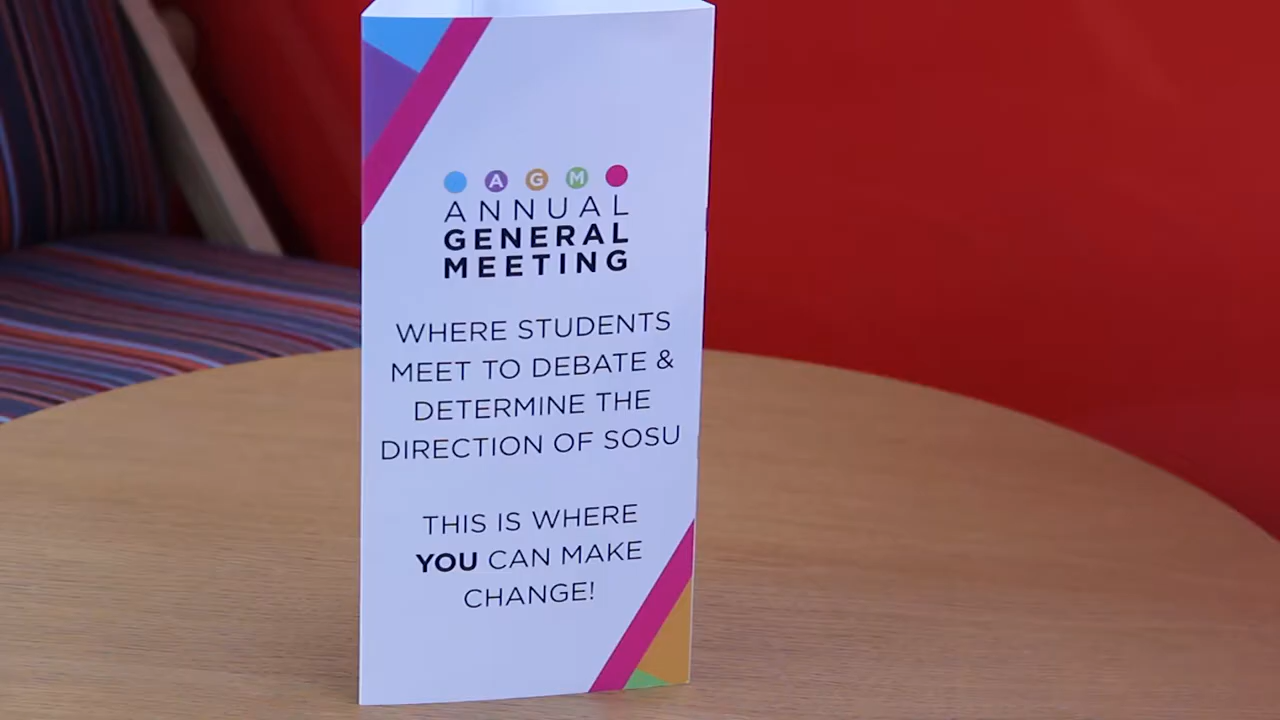 A G M
ANNUAL
GENERAL
MEETING
WHERE STUDENTS
MEET TO DEBATE &
DETERMINE THE
DIRECTION OF SOSU
THIS IS WHERE
YOU CAN MAKE
CHANGE!